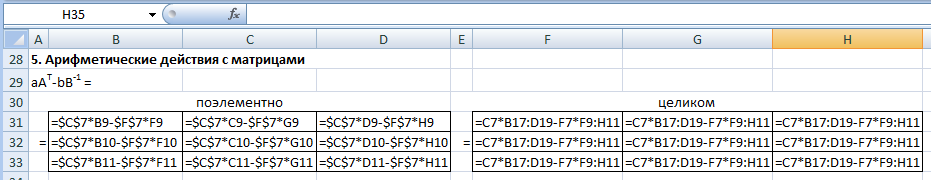 H35 fx
A B C D E F G H
28 5. Арифметические действия с матрицами
29 aAᵀ-bB⁻¹ =
30 поэлементно целиком
31 =$C$7*B9-$F$7*F9 =$C$7*C9-$F$7*G9 =$C$7*D9-$F$7*H9 =C7*B17:D19-F7*F9:H11 =C7*B17:D19-F7*F9:H11 =C7*B17:D19-F7*F9:H11
32 = =$C$7*B10-$F$7*F10 =$C$7*C10-$F$7*G10 =$C$7*D10-$F$7*H10 = =C7*B17:D19-F7*F9:H11 =C7*B17:D19-F7*F9:H11 =C7*B17:D19-F7*F9:H11
33 =$C$7*B11-$F$7*F11 =$C$7*C11-$F$7*G11 =$C$7*D11-$F$7*H11 =C7*B17:D19-F7*F9:H11 =C7*B17:D19-F7*F9:H11 =C7*B17:D19-F7*F9:H11